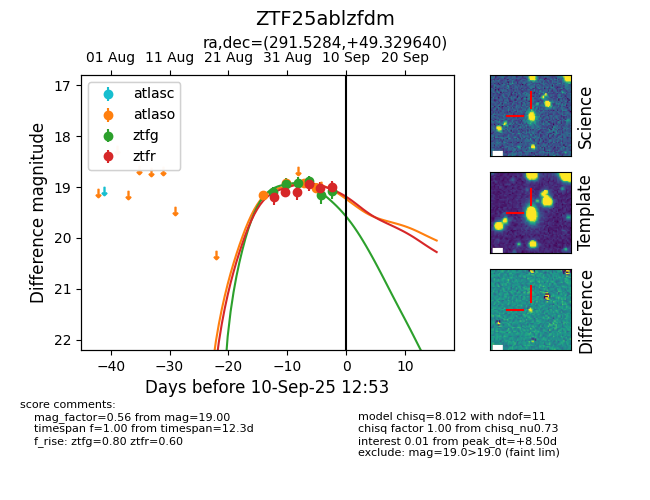 ZTF25ablzfdm
ra,dec=(291.5284,+49.329640)
01 Aug 11 Aug 21 Aug 31 Aug 10 Sep 20 Sep
17
18
19
20
21
22
Difference magnitude
atlasc
atlaso
ztfg
ztfr
−40 −30 −20 −10 0 10
Days before 10-Sep-25 12:53
Science
Template
Difference
score comments:
mag_factor=0.56 from mag=19.00
timespan f=1.00 from timespan=12.3d
f_rise: ztfg=0.80 ztfr=0.60
model chisq=8.012 with ndof=11
chisq factor 1.00 from chisq_nu0.73
interest 0.01 from peak_dt=+8.50d
exclude: mag=19.0>19.0 (faint lim)